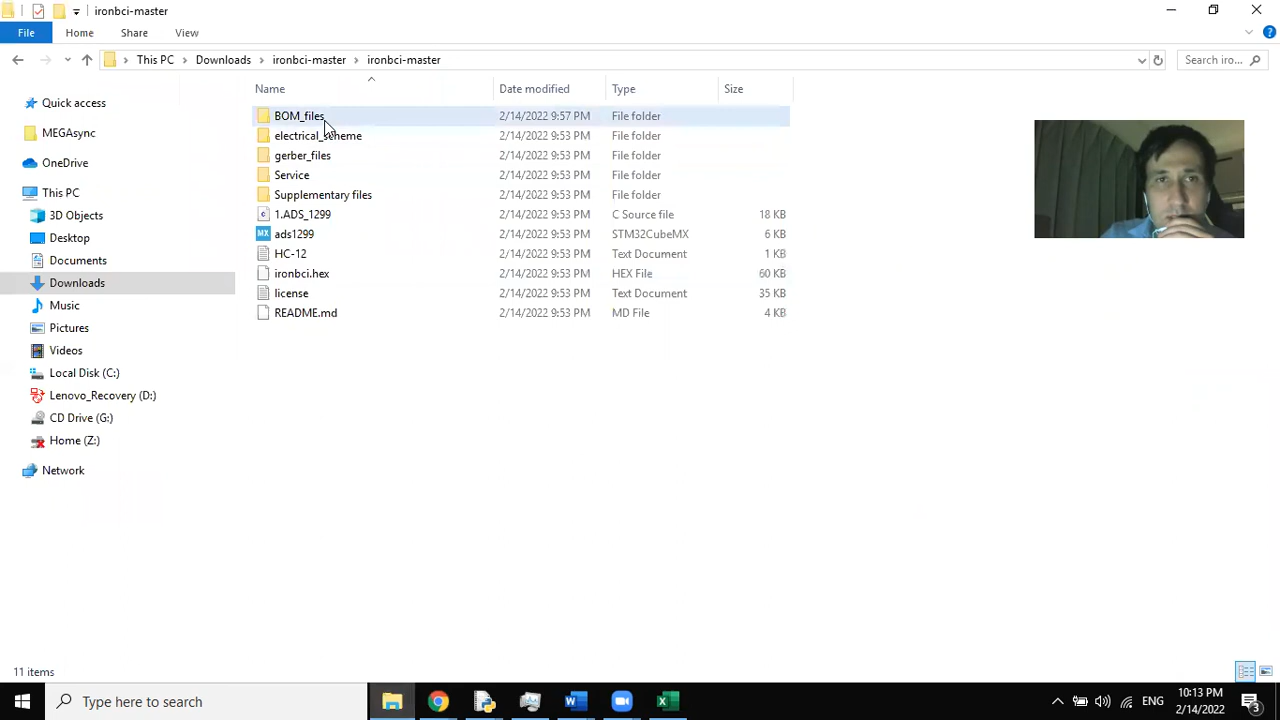 ironbci-master
File Home Share View
This PC Downloads ironbci-master ironbci-master Search iro...
Name Date modified Type Size
Quick access
MEGAsync
OneDrive
This PC
3D Objects
Desktop
Documents
Downloads
Music
Pictures
Videos
Local Disk (C:)
Lenovo_Recovery (D:)
CD Drive (G:)
Home (Z:)
Network
BOM_files 2/14/2022 9:57 PM File folder
electrical_scheme 2/14/2022 9:53 PM File folder
gerber_files 2/14/2022 9:53 PM File folder
Service 2/14/2022 9:53 PM File folder
Supplementary files 2/14/2022 9:53 PM File folder
1.ADS_1299 2/14/2022 9:53 PM C Source file 18 KB
ads1299 2/14/2022 9:53 PM STM32CubeMX 6 KB
HC-12 2/14/2022 9:53 PM Text Document 1 KB
ironbci.hex 2/14/2022 9:53 PM HEX File 60 KB
license 2/14/2022 9:53 PM Text Document 35 KB
README.md 2/14/2022 9:53 PM MD File 4 KB
11 items
Type here to search
ENG
10:13 PM
2/14/2022
3